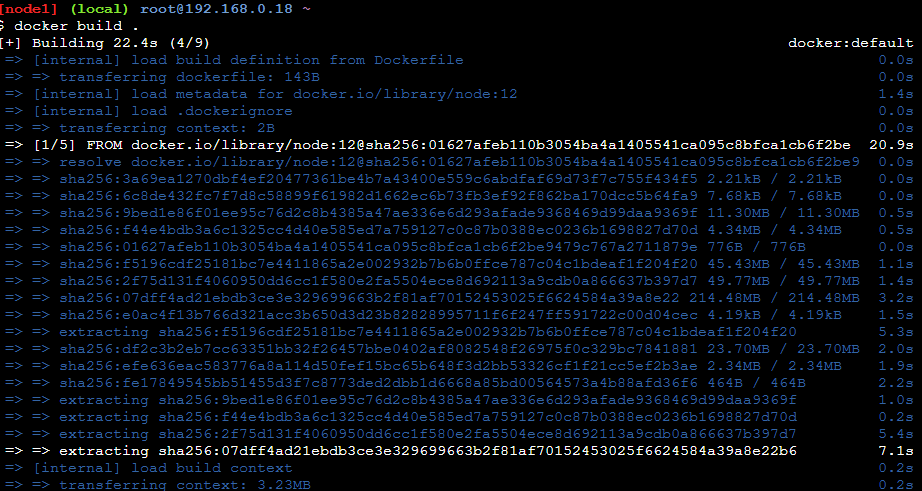 [node1] (local) root@192.168.0.18 ~
$ docker build .
[+] Building 22.4s (4/9) docker:default
=> [internal] load build definition from Dockerfile 0.0s
=> => transferring dockerfile: 143B 0.0s
=> [internal] load metadata for docker.io/library/node:12 1.4s
=> [internal] load .dockerignore 0.0s
=> => transferring context: 2B 0.0s
=> [1/5] FROM docker.io/library/node:12@sha256:01627afeb110b3054ba4a1405541ca095c8bfca1cb6f2be 20.9s
=> => resolve docker.io/library/node:12@sha256:01627afeb110b3054ba4a1405541ca095c8bfca1cb6f2be9 0.0s
=> => sha256:3a69ea1270dbf4ef20477361be4b7a43400e559c6abdfaf69d73f7c755f434f5 2.21kB / 2.21kB 0.0s
=> => sha256:6c8de432fc7f7d8c58899f61982d1662ec6b73fb3ef92f862ba170dcc5b64fa9 7.68kB / 7.68kB 0.0s
=> => sha256:9bed1e86f01ee95c76d2c8b4385a47ae336e6d293afade9368469d99daa9369f 11.30MB / 11.30MB 0.5s
=> => sha256:f44e4bdb3a6c1325cc4d40e585ed7a759127c0c87b0388ec0236b1698827d70d 4.34MB / 4.34MB 0.5s
=> => sha256:01627afeb110b3054ba4a1405541ca095c8bfca1cb6f2be9479c767a2711879e 776B / 776B 0.0s
=> => sha256:f5196cdf25181bc7e4411865a2e002932b7b6b0ffce787c04c1bdeaf1f204f20 45.43MB / 45.43MB 1.1s
=> => sha256:2f75d131f4060950dd6cc1f580e2fa5504ece8d692113a9cdb0a866637b397d7 49.77MB / 49.77MB 1.4s
=> => sha256:07dff4ad21ebdb3ce3e329699663b2f81af70152453025f6624584a39a8e22 214.48MB / 214.48MB 3.2s
=> => sha256:e0ac4f13b766d321acc3b650d3d23b82828995711f6f247ff591722c00d04cec 4.19kB / 4.19kB 1.5s
=> => extracting sha256:f5196cdf25181bc7e4411865a2e002932b7b6b0ffce787c04c1bdeaf1f204f20 5.3s
=> => sha256:df2c3b2eb7cc63351bb32f26457bbe0402af8082548f26975f0c329bc7841881 23.70MB / 23.70MB 2.0s
=> => sha256:efe636eac583776a8a114d50fef15bc65b648f3d2bb53326cf1f21cc5ef2b3ae 2.34MB / 2.34MB 1.9s
=> => sha256:fe17849545bb51455d3f7c8773ded2dbb1d6668a85bd00564573a4b88afd36f6 464B / 464B 2.2s
=> => extracting sha256:9bed1e86f01ee95c76d2c8b4385a47ae336e6d293afade9368469d99daa9369f 1.0s
=> => extracting sha256:f44e4bdb3a6c1325cc4d40e585ed7a759127c0c87b0388ec0236b1698827d70d 0.2s
=> => extracting sha256:2f75d131f4060950dd6cc1f580e2fa5504ece8d692113a9cdb0a866637b397d7 5.4s
=> => extracting sha256:07dff4ad21ebdb3ce3e329699663b2f81af70152453025f6624584a39a8e22b6 7.1s
=> [internal] load build context 0.2s
=> => transferring context: 3.23MB 0.2s